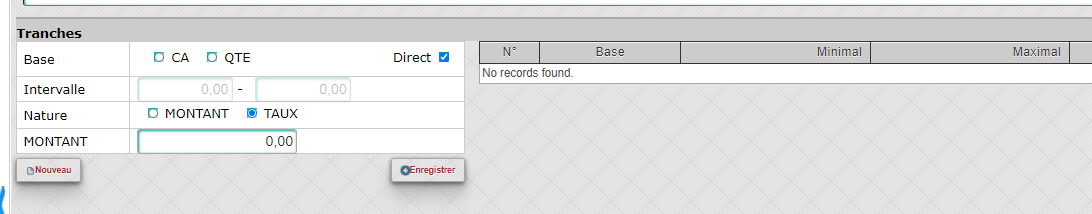 Tranches
Base CA QTE Direct
Intervalle 0,00 - 0,00
Nature MONTANT TAUX
MONTANT 0,00
Nouveau Enregistrer
N° Base Minimal Maximal
No records found.